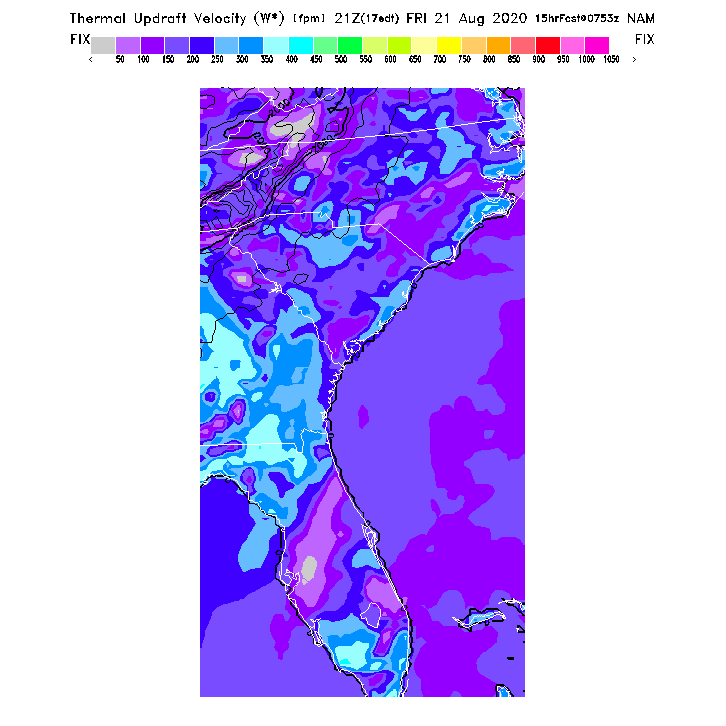 Thermal Updraft Velocity (W*) [fpm] 21Z(17edt) FRI 21 Aug 2020 15hrFcst@0753z NAM
FIX FIX
< 50 100 150 200 250 300 350 400 450 500 550 600 650 700 750 800 850 900 950 1000 1050 >